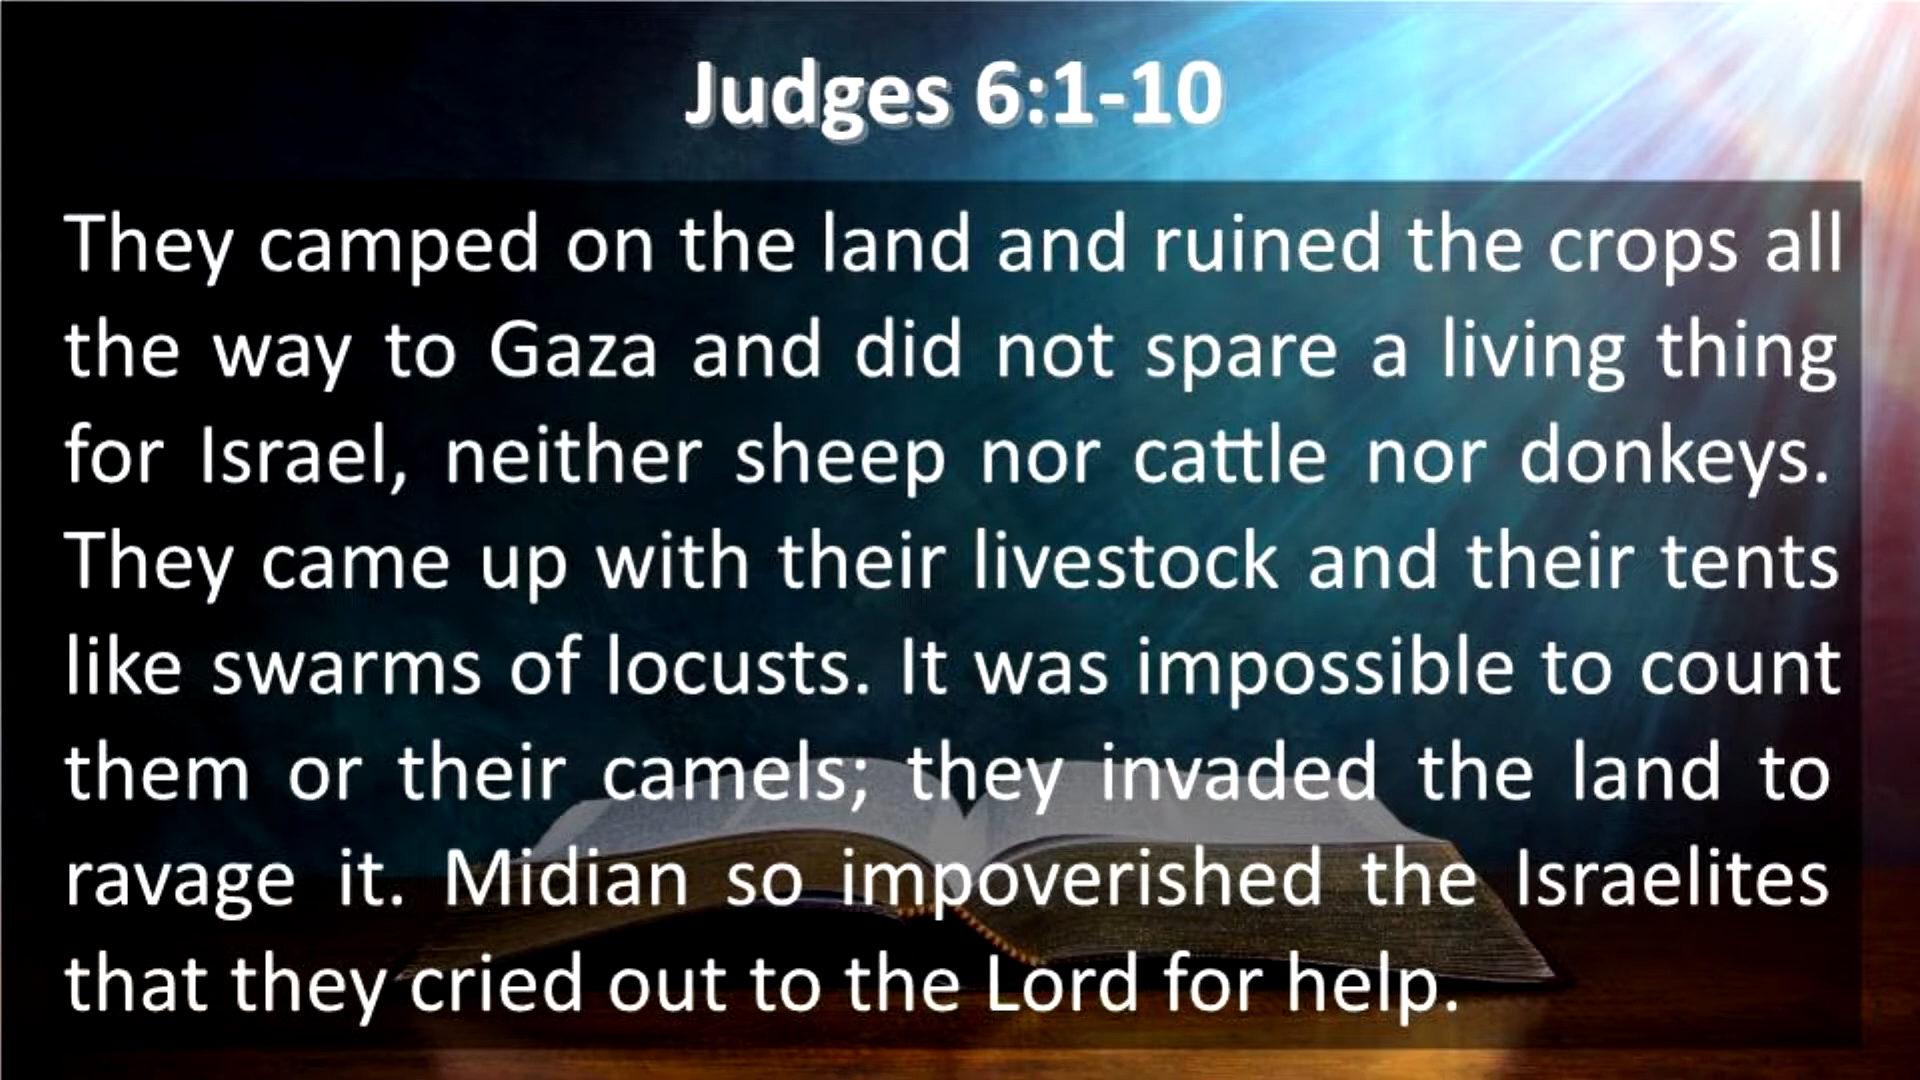 Judges 6:1-10
They camped on the land and ruined the crops all
the way to Gaza and did not spare a living thing
for Israel, neither sheep nor cattle nor donkeys.
They came up with their livestock and their tents
like swarms of locusts. It was impossible to count
them or their camels; they invaded the land to
ravage it. Midian so impoverished the Israelites
that they cried out to the Lord for help.